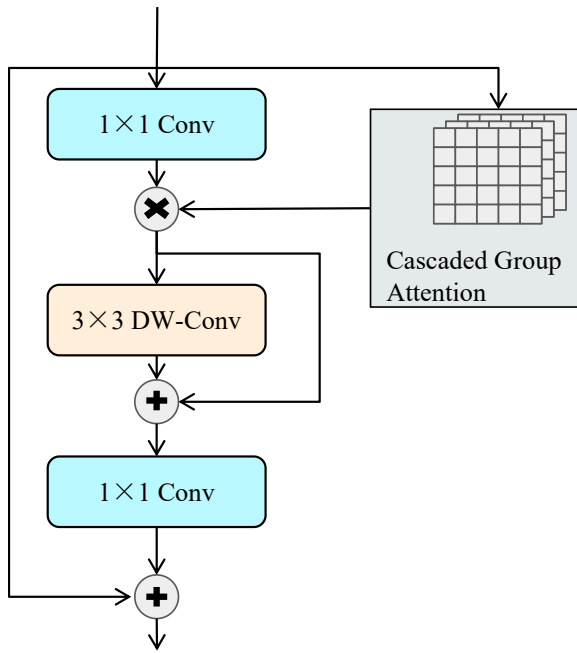 1×1 Conv
Cascaded Group
Attention
3×3 DW-Conv
1×1 Conv